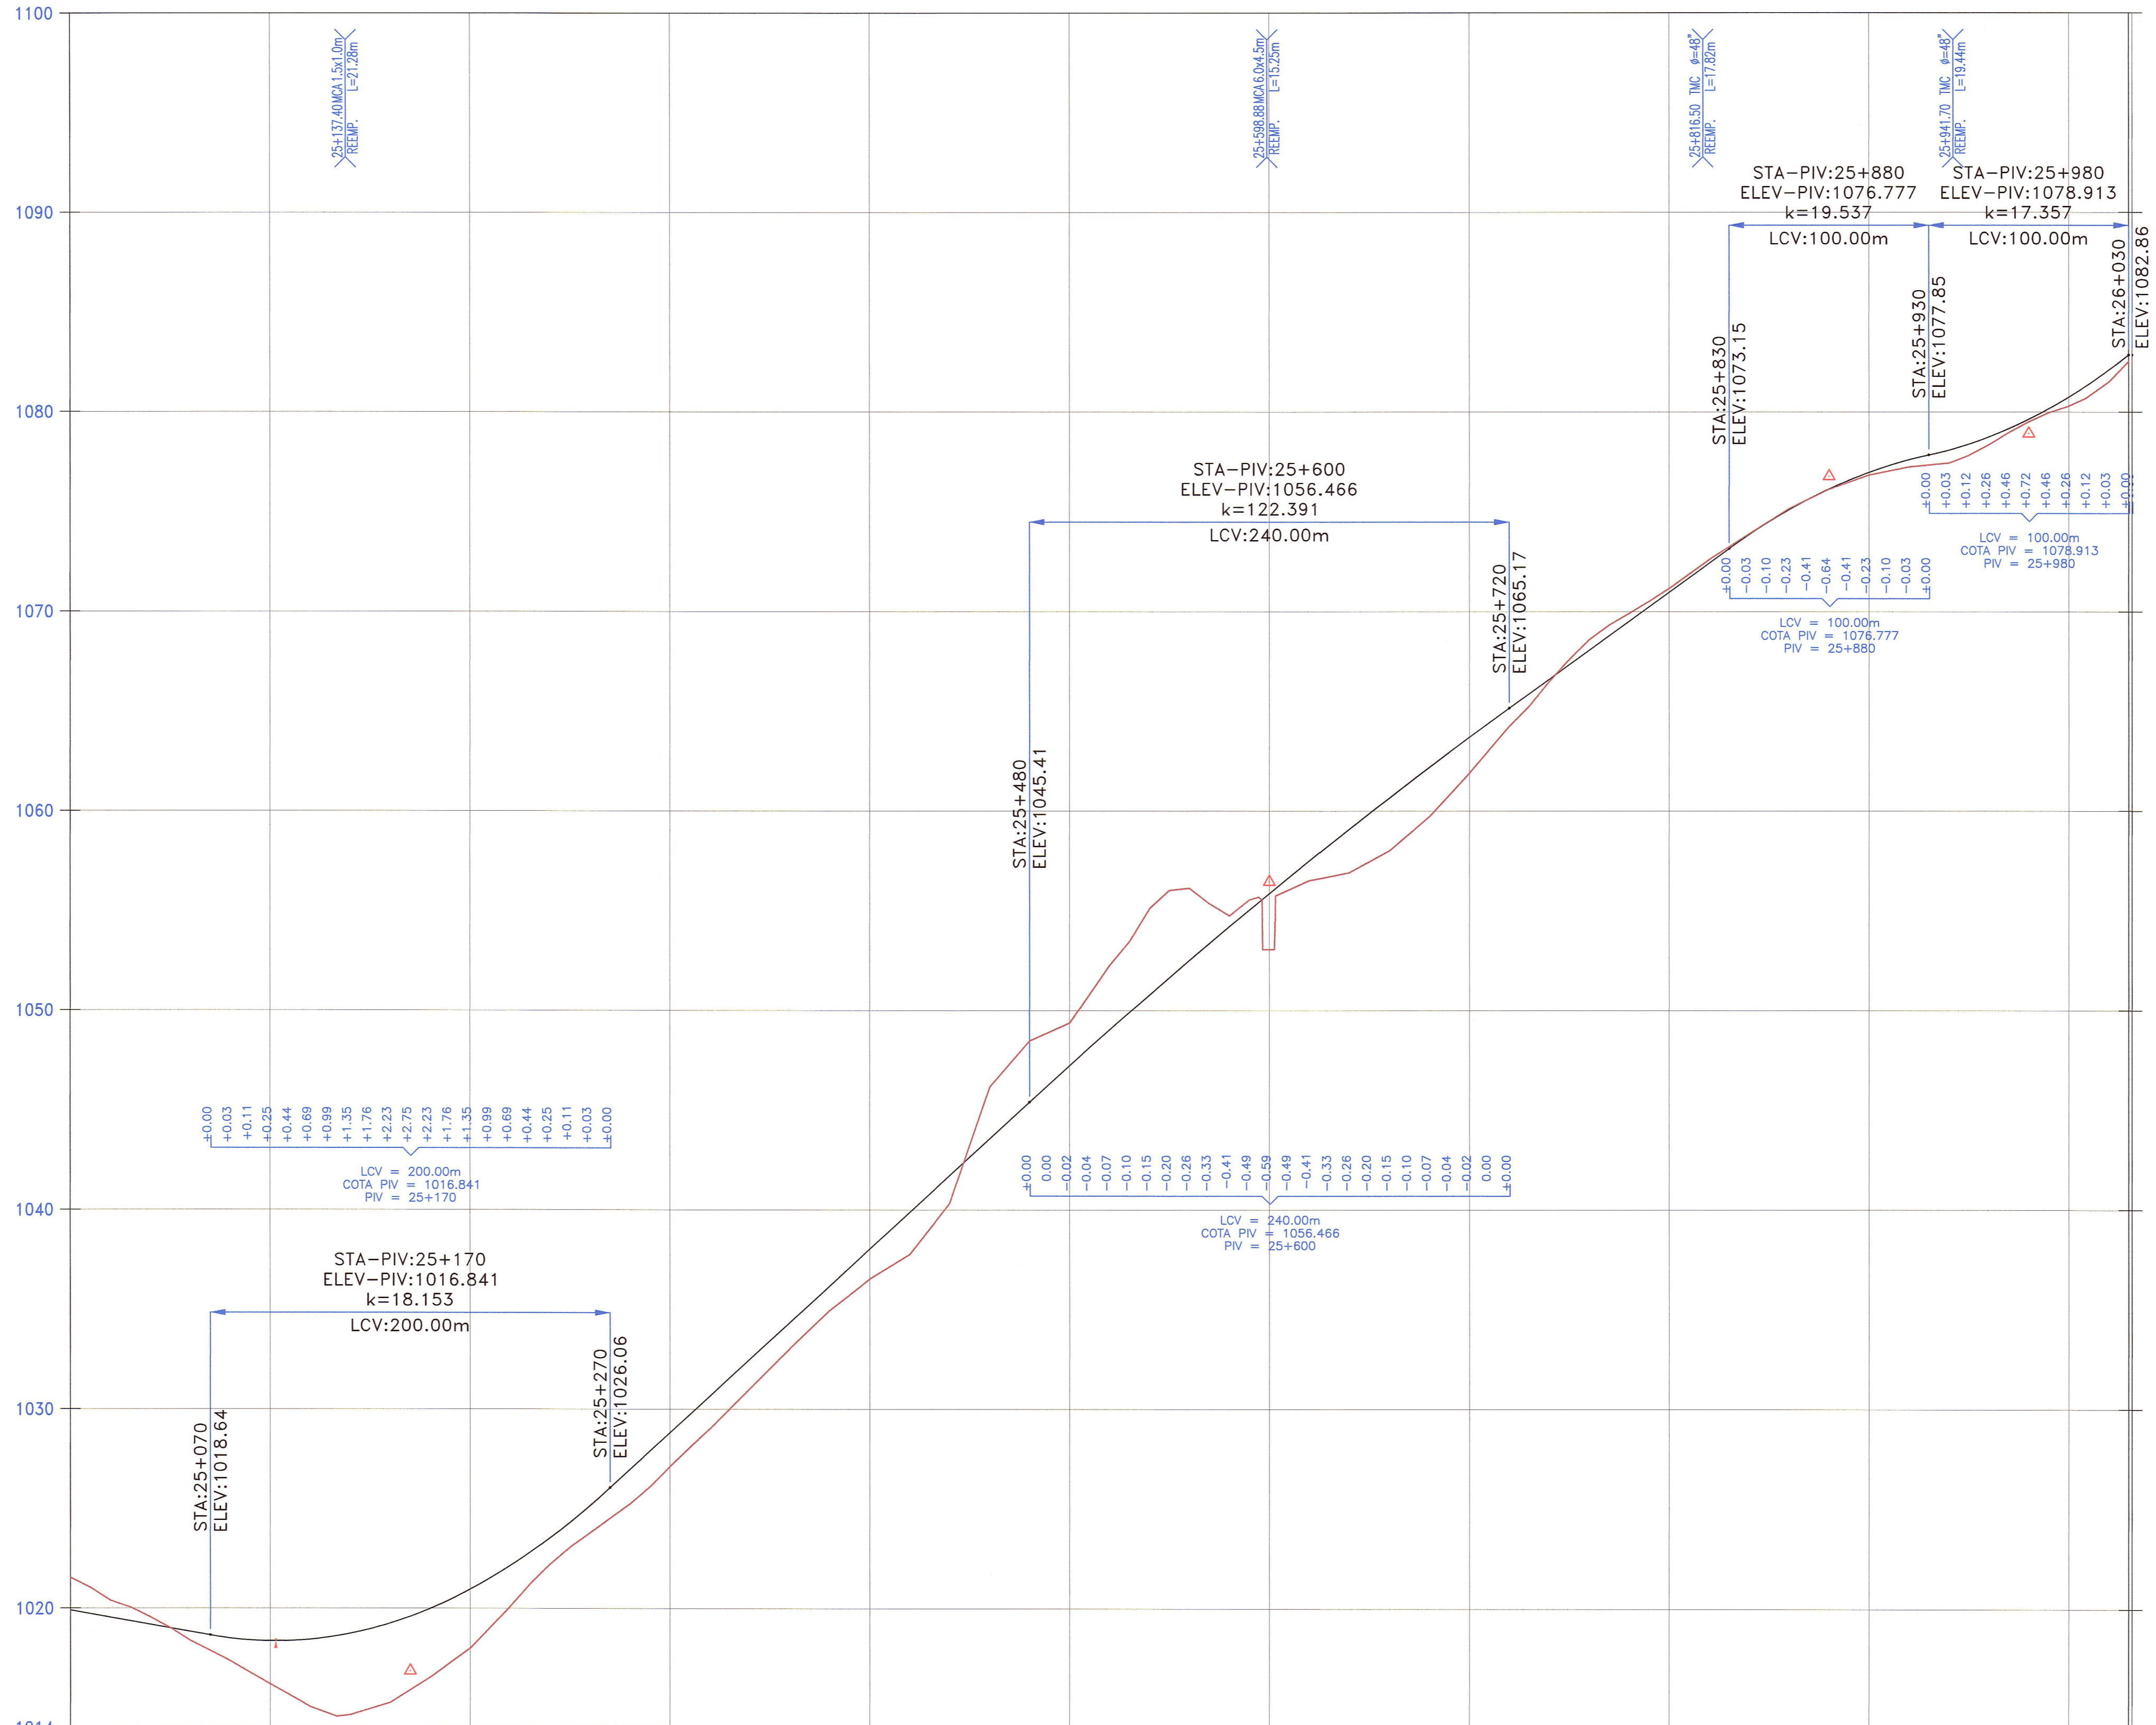 1100
1090
1080
1070
1060
1050
1040
1030
1020
25+137.40 MCA 1.5x1.0m
REEMP. L=21.28m
25+598.88 MCA 6.0x4.5m
REEMP. L=15.25m
25+816.50 TMC ø=48"
REEMP. L=17.82m
25+941.70 TMC ø=48"
REEMP. L=19.44m
STA-PIV:25+880
ELEV-PIV:1076.777
k=19.537
LCV:100.00m
STA-PIV:25+980
ELEV-PIV:1078.913
k=17.357
LCV:100.00m
STA:26+030
ELEV:1082.86
STA:25+930
ELEV:1077.85
STA:25+830
ELEV:1073.15
±0.00 +0.03 +0.12 +0.26 +0.46 +0.72 +0.46 +0.26 +0.12 +0.03 ±0.00
LCV = 100.00m
COTA PIV = 1078.913
PIV = 25+980
±0.00 -0.03 -0.10 -0.23 -0.41 -0.64 -0.41 -0.23 -0.10 -0.03 ±0.00
LCV = 100.00m
COTA PIV = 1076.777
PIV = 25+880
STA-PIV:25+600
ELEV-PIV:1056.466
k=122.391
LCV:240.00m
STA:25+720
ELEV:1065.17
STA:25+480
ELEV:1045.41
±0.00 0.00 -0.02 -0.04 -0.07 -0.10 -0.15 -0.20 -0.26 -0.33 -0.41 -0.49 -0.59 -0.49 -0.41 -0.33 -0.26 -0.20 -0.15 -0.10 -0.07 -0.04 -0.02 0.00 ±0.00
LCV = 240.00m
COTA PIV = 1056.466
PIV = 25+600
±0.00 +0.03 +0.11 +0.25 +0.44 +0.69 +0.99 +1.35 +1.76 +2.23 +2.75 +2.23 +1.76 +1.35 +0.99 +0.69 +0.44 +0.25 +0.11 +0.03 ±0.00
LCV = 200.00m
COTA PIV = 1016.841
PIV = 25+170
STA-PIV:25+170
ELEV-PIV:1016.841
k=18.153
LCV:200.00m
STA:25+270
ELEV:1026.06
STA:25+070
ELEV:1018.64